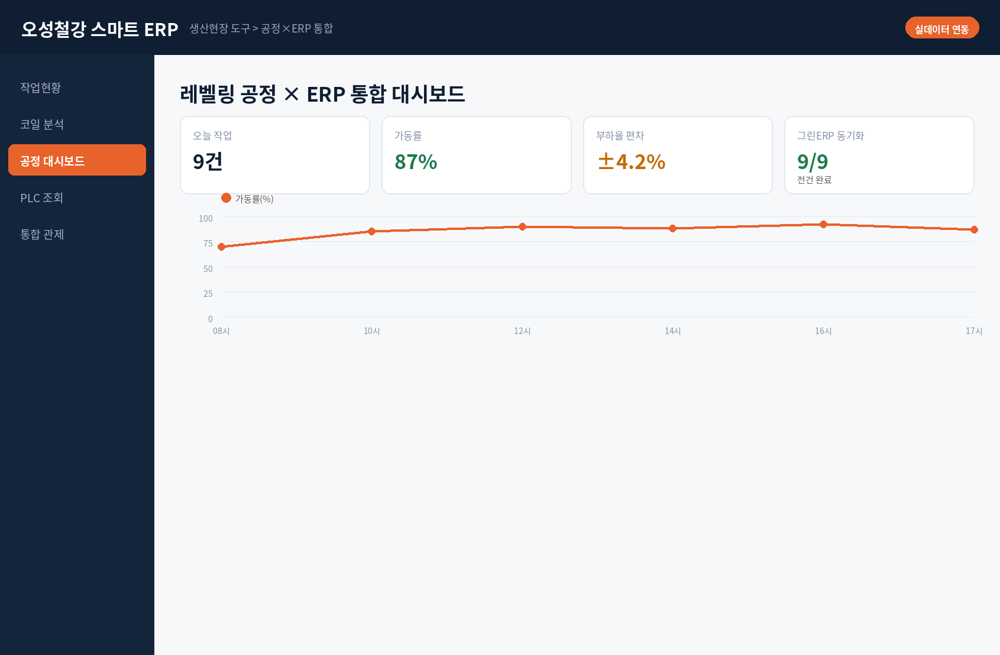 오성철강 스마트 ERP
생산현장 도구 > 공정×ERP 통합
실데이터 연동
작업현황
코일 분석
공정 대시보드
PLC 조회
통합 관제
레벨링 공정 × ERP 통합 대시보드
오늘 작업
9건
가동률
87%
부하율 편차
±4.2%
그린ERP 동기화
9/9
전건 완료
가동률(%)
100
75
50
25
0
08시 10시 12시 14시 16시 17시